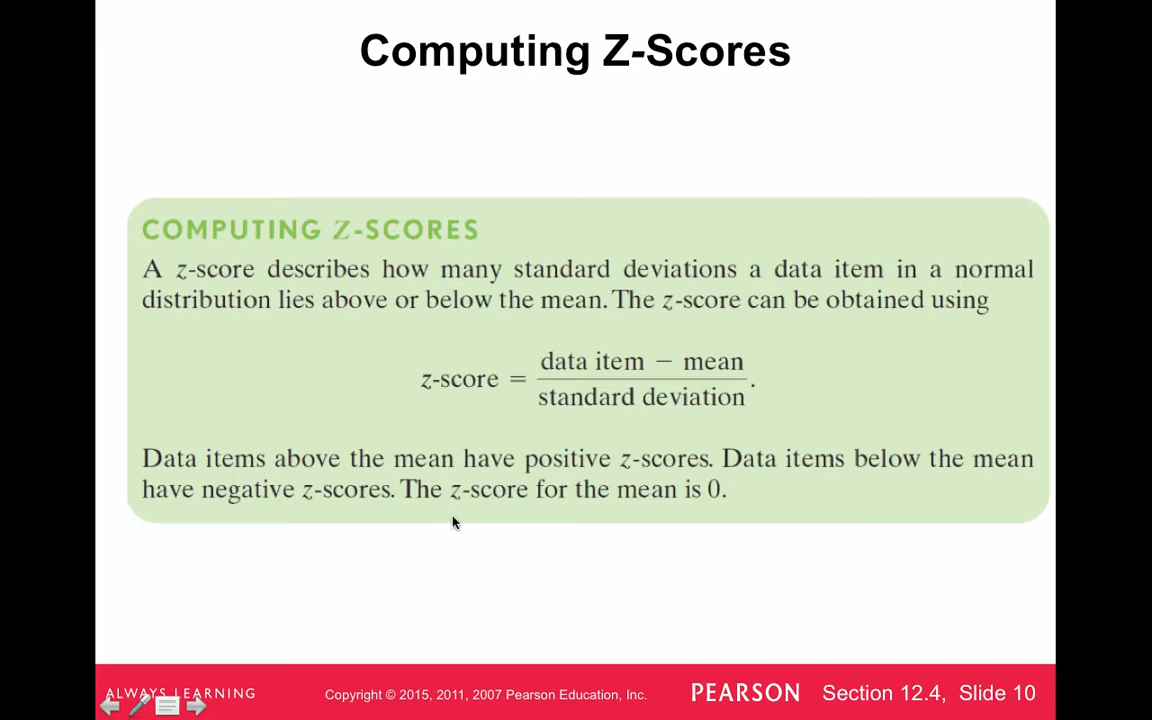 Computing Z-Scores
COMPUTING Z-SCORES
A z-score describes how many standard deviations a data item in a normal
distribution lies above or below the mean. The z-score can be obtained using
z-score = data item − mean
standard deviation .
Data items above the mean have positive z-scores. Data items below the mean
have negative z-scores. The z-score for the mean is 0.
ALWAYS LEARNING Copyright © 2015, 2011, 2007 Pearson Education, Inc. PEARSON Section 12.4, Slide 10